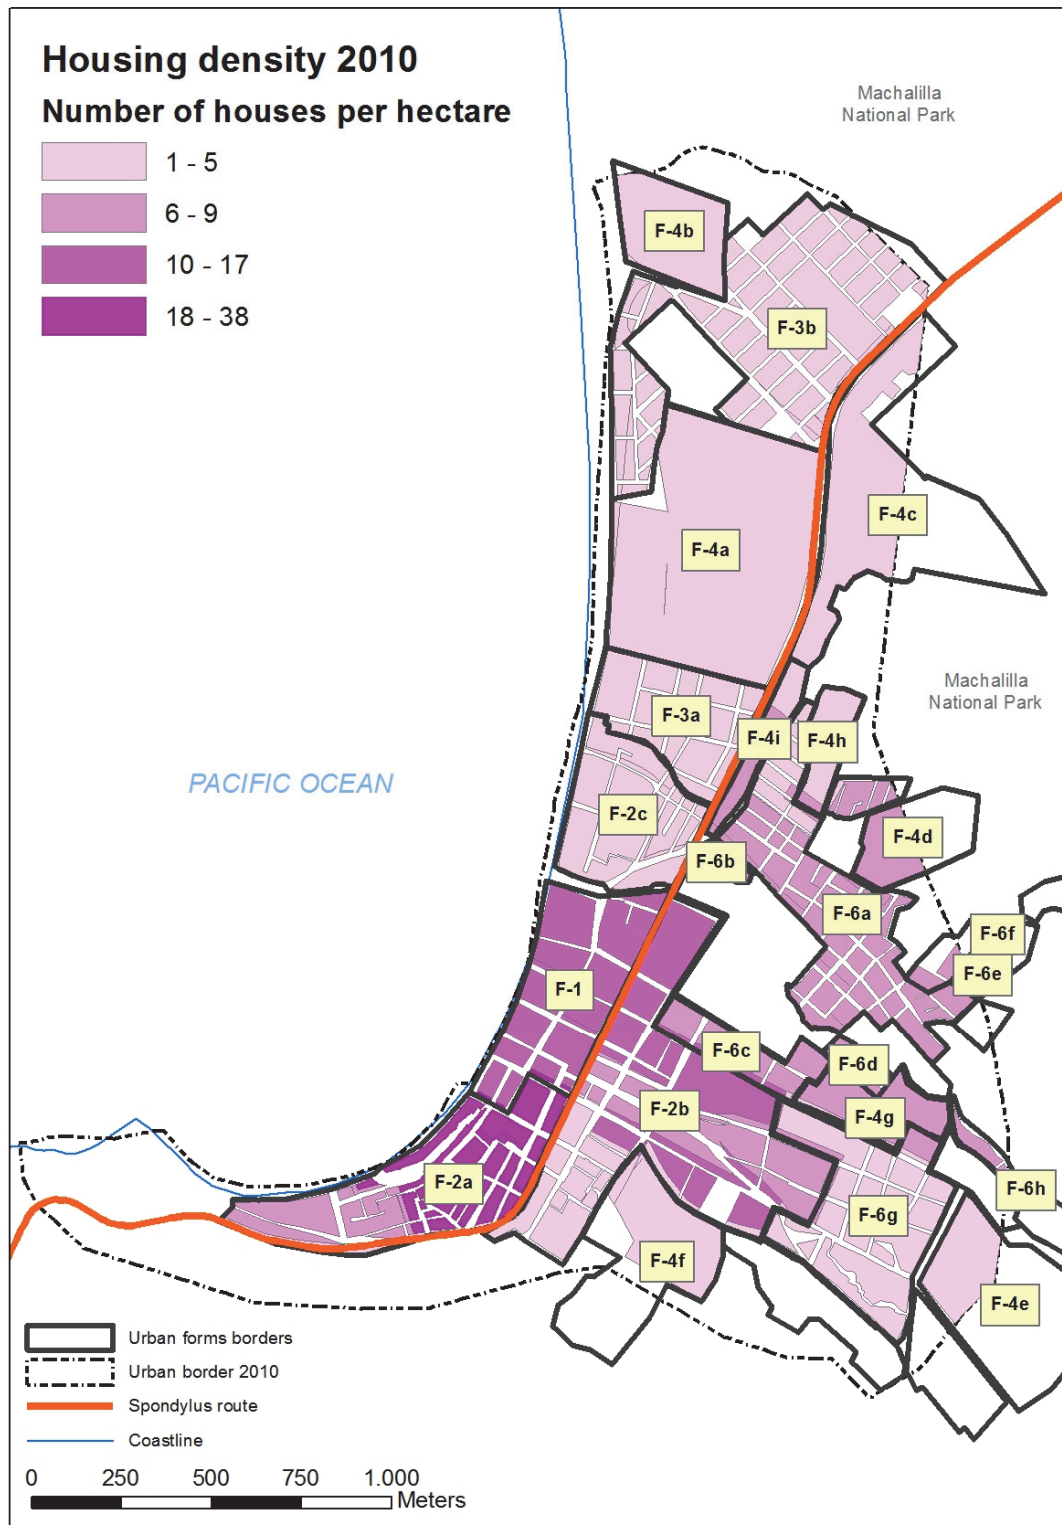 Housing density 2010
Number of houses per hectare
1 - 5
6 - 9
10 - 17
18 - 38
Machalilla
National Park
F-4b
F-3b
F-4c
F-4a
Machalilla
National Park
F-3a
F-4i
F-4h
PACIFIC OCEAN
F-2c
F-4d
F-6b
F-6a
F-6f
F-6e
F-1
F-6c
F-6d
F-2b
F-4g
F-2a
F-6h
F-6g
F-4f
F-4e
Urban forms borders
Urban border 2010
Spondylus route
Coastline
0 250 500 750 1.000
Meters